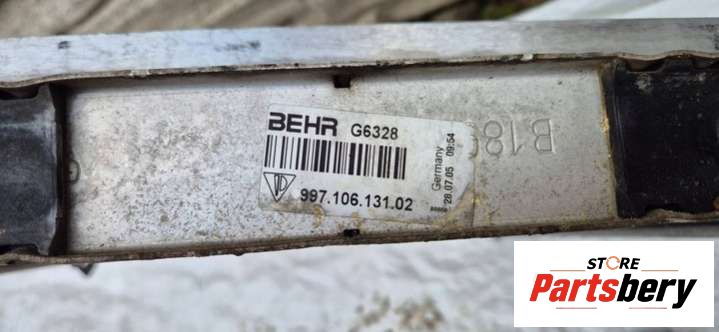 BEHR G6328
997.106.131.02
Germany
28.07.05 09:54
B18
STORE
Partsbery